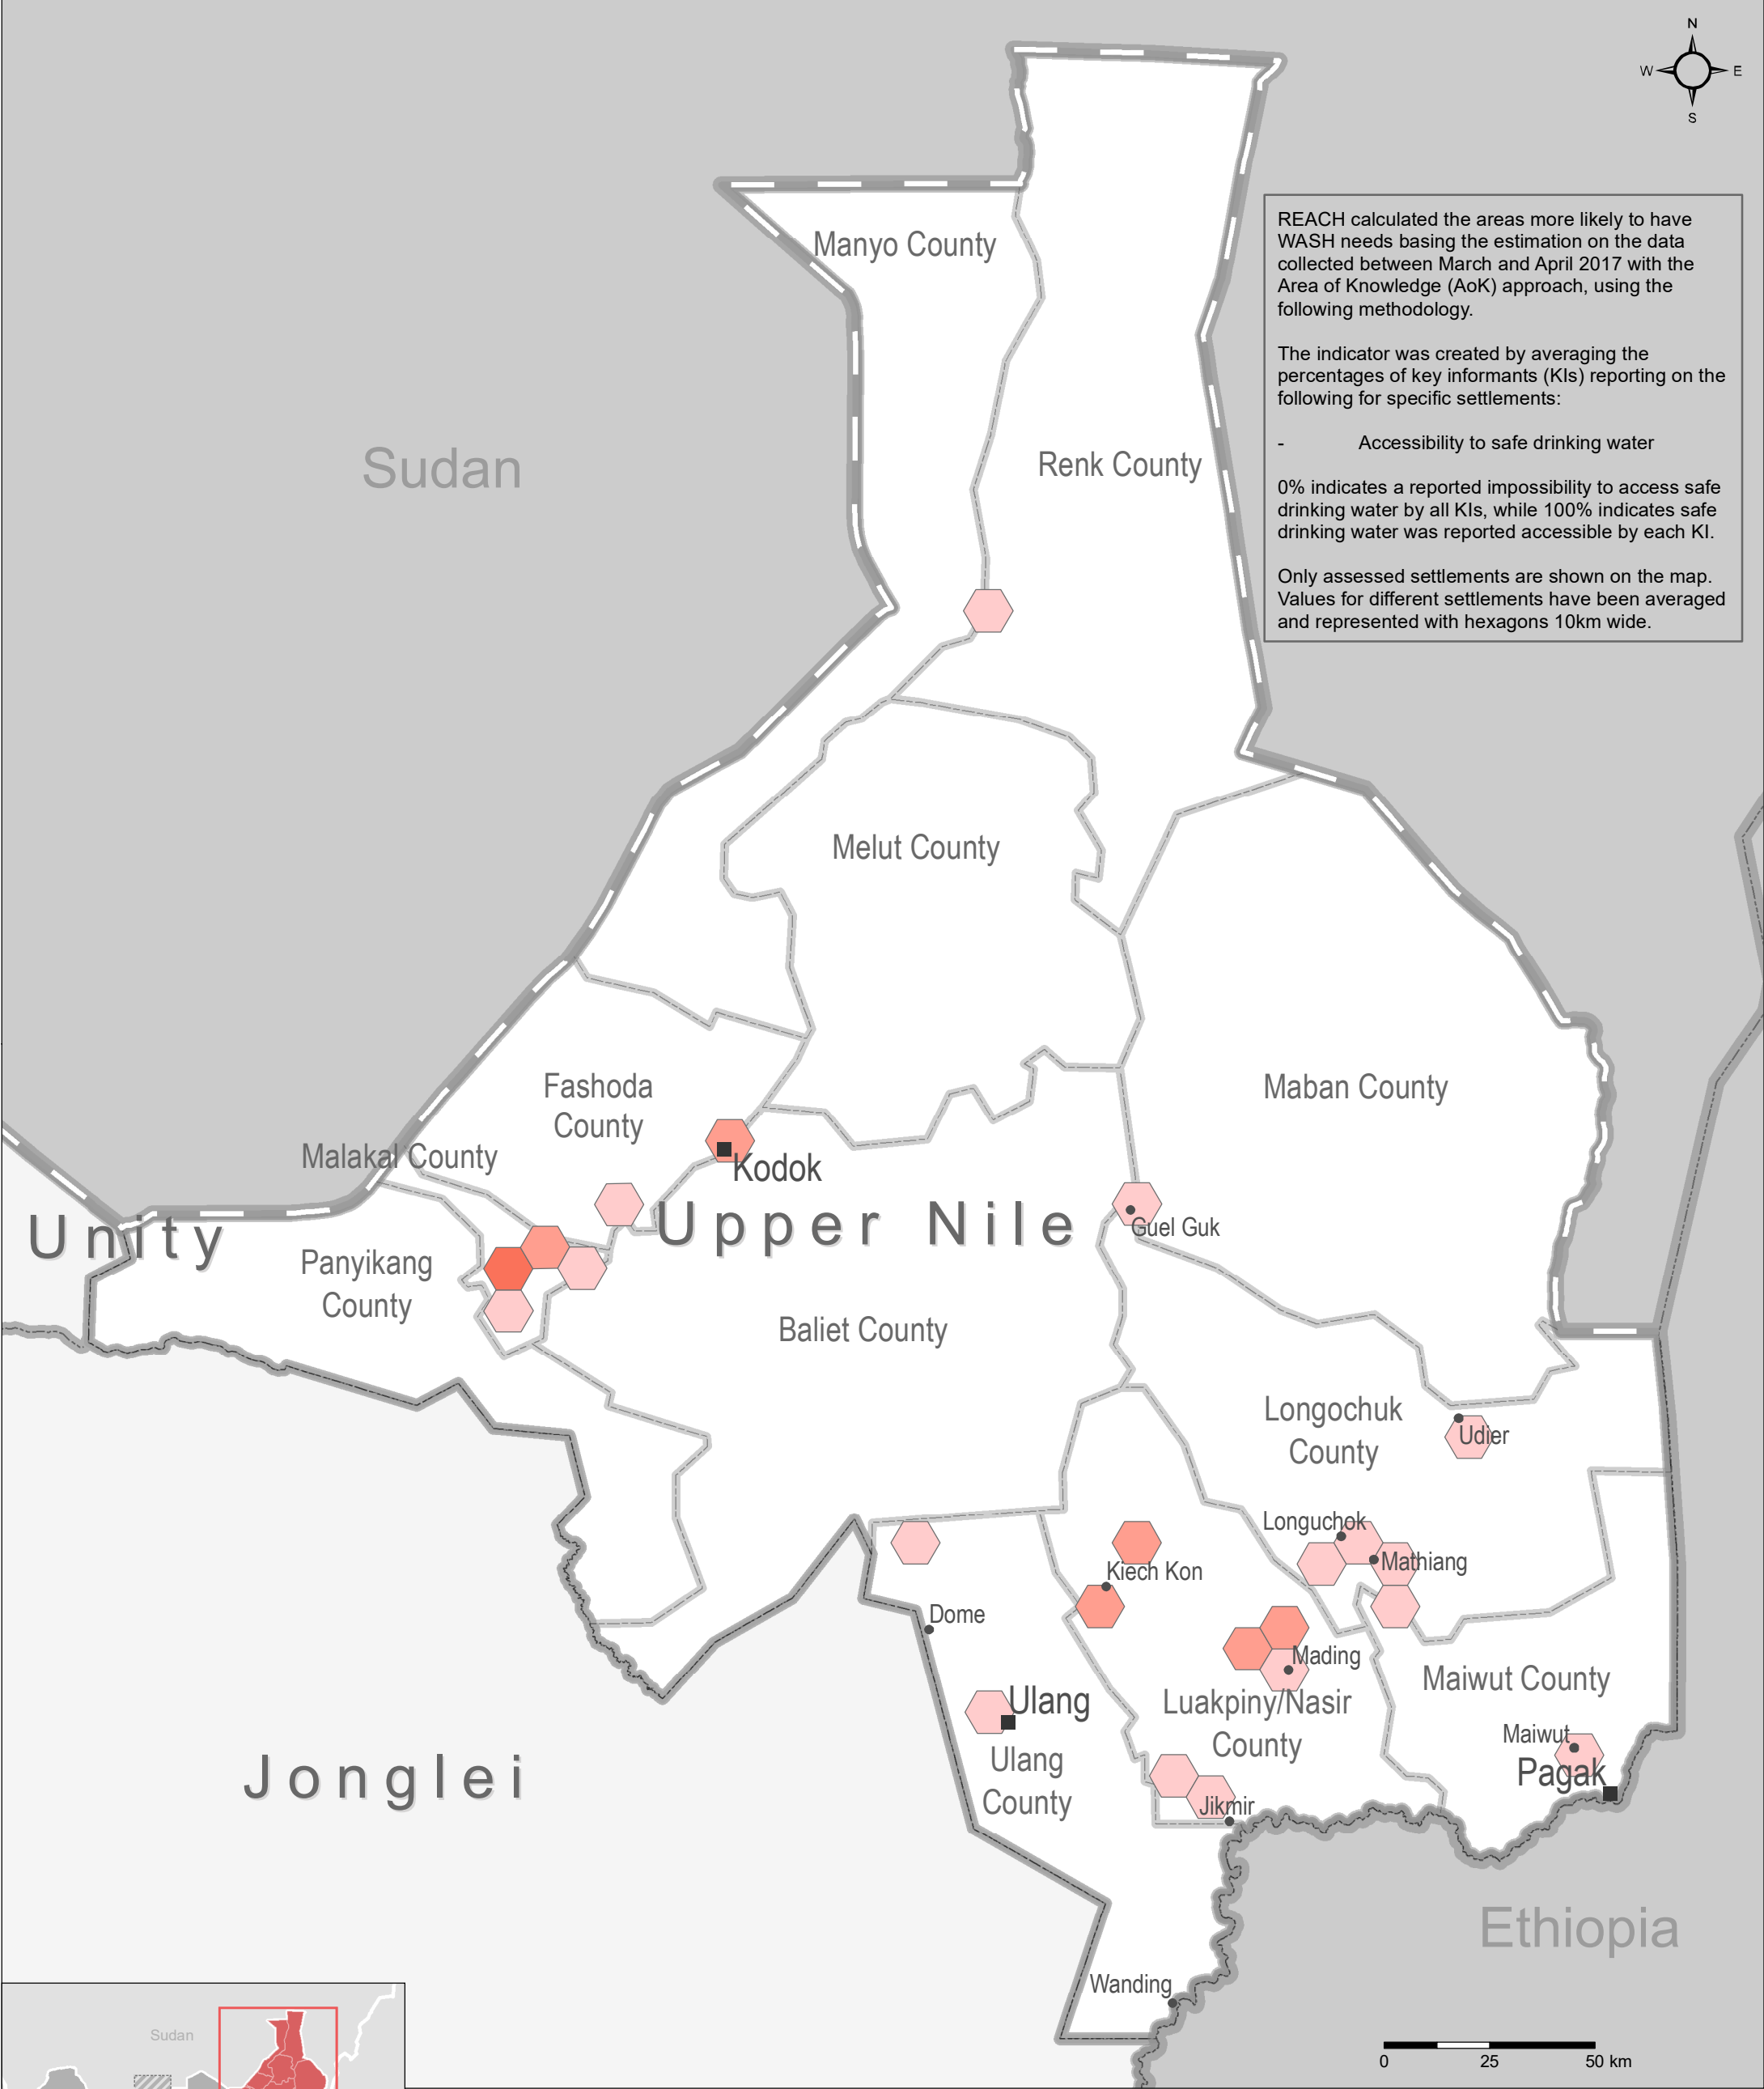 N
W E
S
REACH calculated the areas more likely to have
WASH needs basing the estimation on the data
collected between March and April 2017 with the
Area of Knowledge (AoK) approach, using the
following methodology.
The indicator was created by averaging the
percentages of key informants (KIs) reporting on the
following for specific settlements:
- Accessibility to safe drinking water
0% indicates a reported impossibility to access safe
drinking water by all KIs, while 100% indicates safe
drinking water was reported accessible by each KI.
Only assessed settlements are shown on the map.
Values for different settlements have been averaged
and represented with hexagons 10km wide.
Manyo County
Sudan
Renk County
Melut County
Fashoda
County
Maban County
Malakal County
Kodok
Unity
Upper Nile
Guel Guk
Panyikang
County
Baliet County
Longochuk
County
Udier
Longuchok
Mathiang
Kiech Kon
Dome
Mading
Maiwut County
Ulang
Luakpiny/Nasir
County
Maiwut
Pagak
Ulang
County
Jonglei
Jikmir
Ethiopia
Wanding
Sudan
0 25 50 km